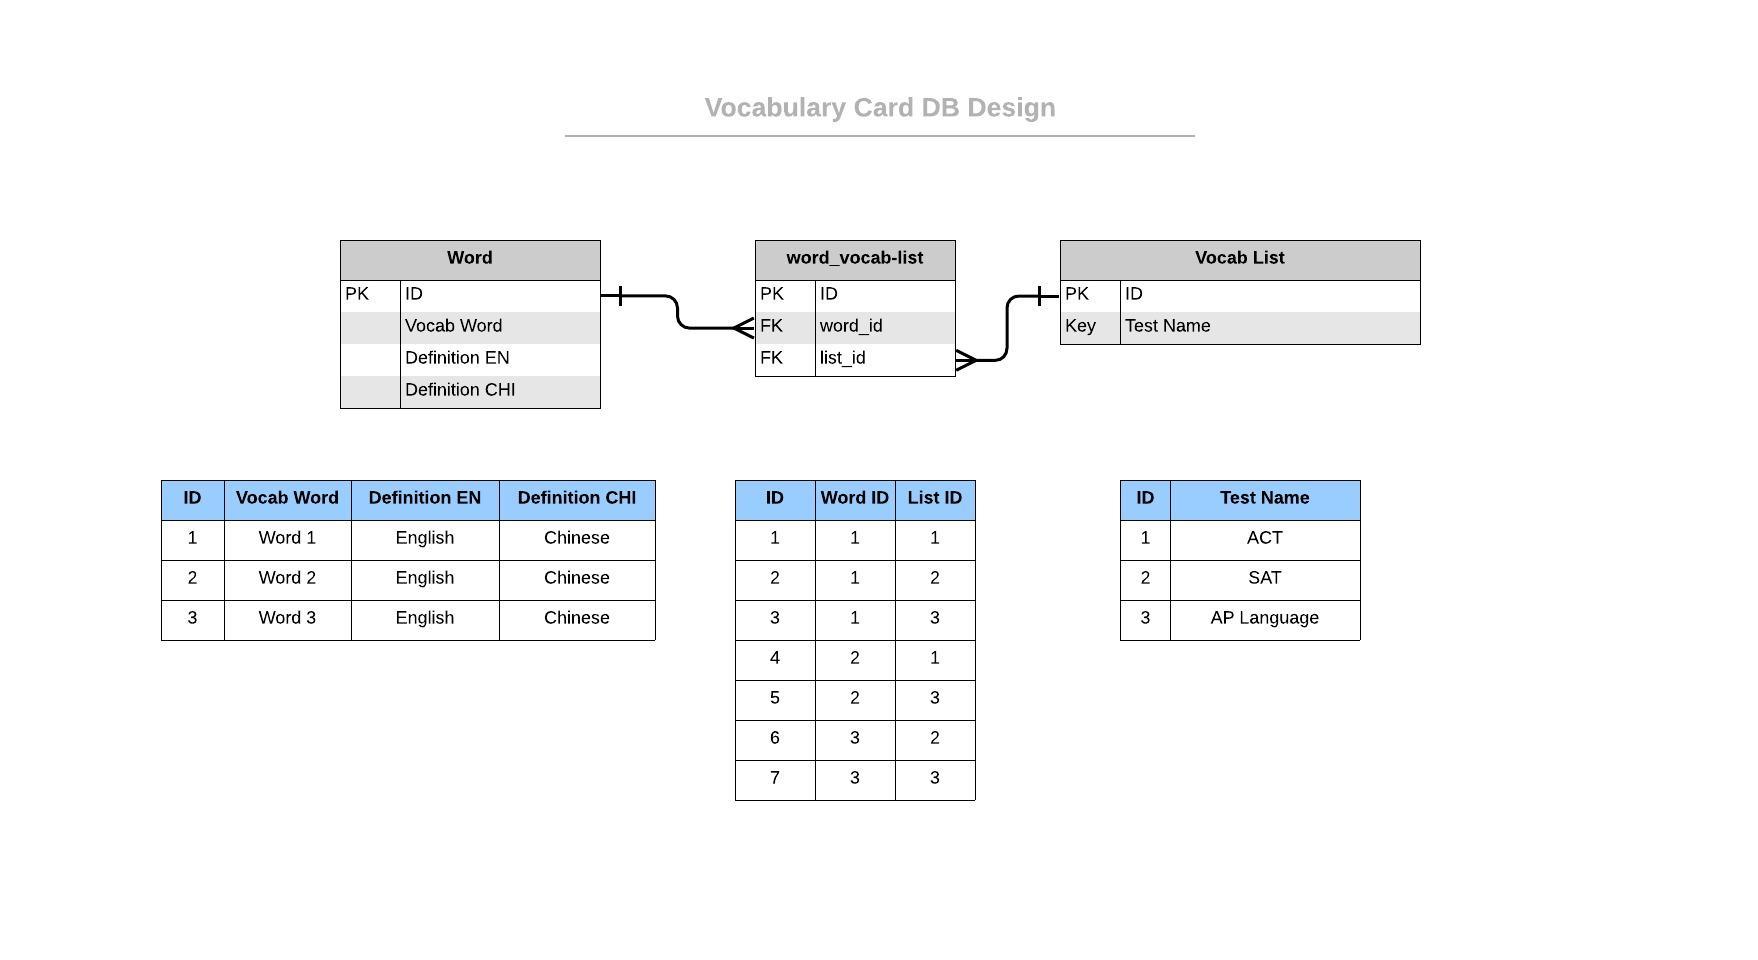 Vocabulary Card DB Design
Word
PK ID
Vocab Word
Definition EN
Definition CHI
word_vocab-list
PK ID
FK word_id
FK list_id
Vocab List
PK ID
Key Test Name
ID Vocab Word Definition EN Definition CHI
1 Word 1 English Chinese
2 Word 2 English Chinese
3 Word 3 English Chinese
ID Word ID List ID
1 1 1
2 1 2
3 1 3
4 2 1
5 2 3
6 3 2
7 3 3
ID Test Name
1 ACT
2 SAT
3 AP Language